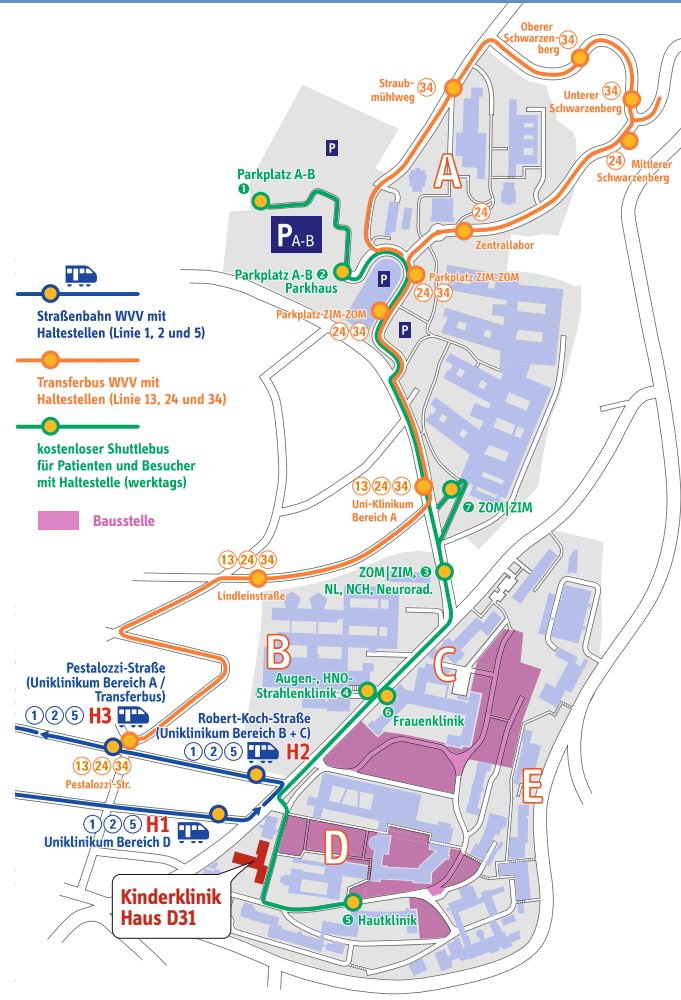 Oberer
Schwarzen-
berg
34
Straub-
mühlweg
34
Unterer
Schwarzenberg
34
24
Mittlerer
Schwarzenberg
P
A
Parkplatz A-B
1
24
Zentrallabor
P A-B
Parkplatz A-B 2
Parkhaus
P
Parkplatz ZIM-ZOM
24 34
Parkplatz ZIM-ZOM
24 34
P
Straßenbahn WVV mit
Haltestellen (Linie 1, 2 und 5)
Transferbus WVV mit
Haltestellen (Linie 13, 24 und 34)
kostenloser Shuttlebus
für Patienten und Besucher
mit Haltestelle (werktags)
Bausstelle
13 24 34
Uni-Klinikum
Bereich A
7 ZOM|ZIM
13 24 34
Lindleinstraße
ZOM|ZIM, 3
NL, NCH, Neurorad.
B
C
Augen-, HNO-
Strahlenklinik 4
6
Frauenklinik
Pestalozzi-Straße
(Uniklinikum Bereich A /
Transferbus)
1 2 5 H3
13 24 34
Pestalozzi-Str.
Robert-Koch-Straße
(Uniklinikum Bereich B + C)
1 2 5 H2
E
1 2 5 H1
Uniklinikum Bereich D
D
Kinderklinik
Haus D31
5 Hautklinik